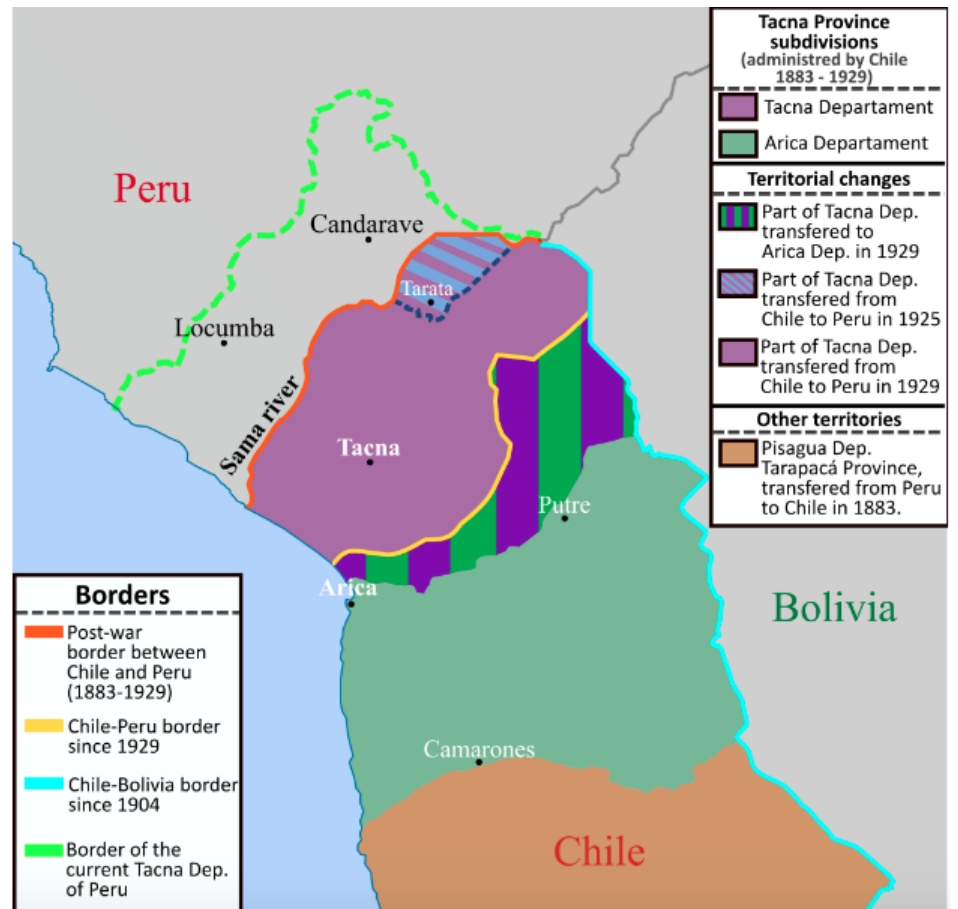 Tacna Province
subdivisions
(administred by Chile
1883 - 1929)
Tacna Departament
Arica Departament
Territorial changes
Part of Tacna Dep.
transfered to
Arica Dep. in 1929
Part of Tacna Dep.
transfered from
Chile to Peru in 1925
Part of Tacna Dep.
transfered from
Chile to Peru in 1929
Other territories
Pisagua Dep.
Tarapacá Province,
transfered from Peru
to Chile in 1883.
Peru
Candarave
Tarata
Locumba
Sama river
Tacna
Putre
Arica
Bolivia
Camarones
Chile
Borders
Post-war
border between
Chile and Peru
(1883-1929)
Chile-Peru border
since 1929
Chile-Bolivia border
since 1904
Border of the
current Tacna Dep.
of Peru